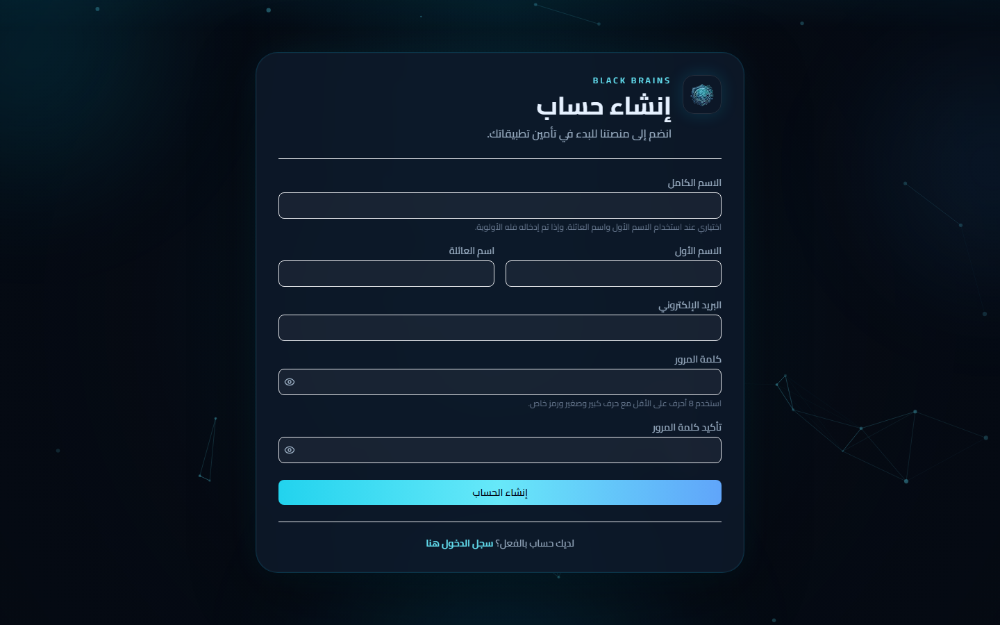 BLACK BRAINS
إنشاء حساب
انضم إلى منصتنا للبدء في تأمين تطبيقاتك.
الاسم الكامل
اختياري عند استخدام الاسم الأول واسم العائلة. وإذا تم إدخاله فله الأولوية.
الاسم الأول
اسم العائلة
البريد الإلكتروني
كلمة المرور
استخدم 8 أحرف على الأقل مع حرف كبير وصغير ورمز خاص.
تأكيد كلمة المرور
إنشاء الحساب
لديك حساب بالفعل؟ سجل الدخول هنا